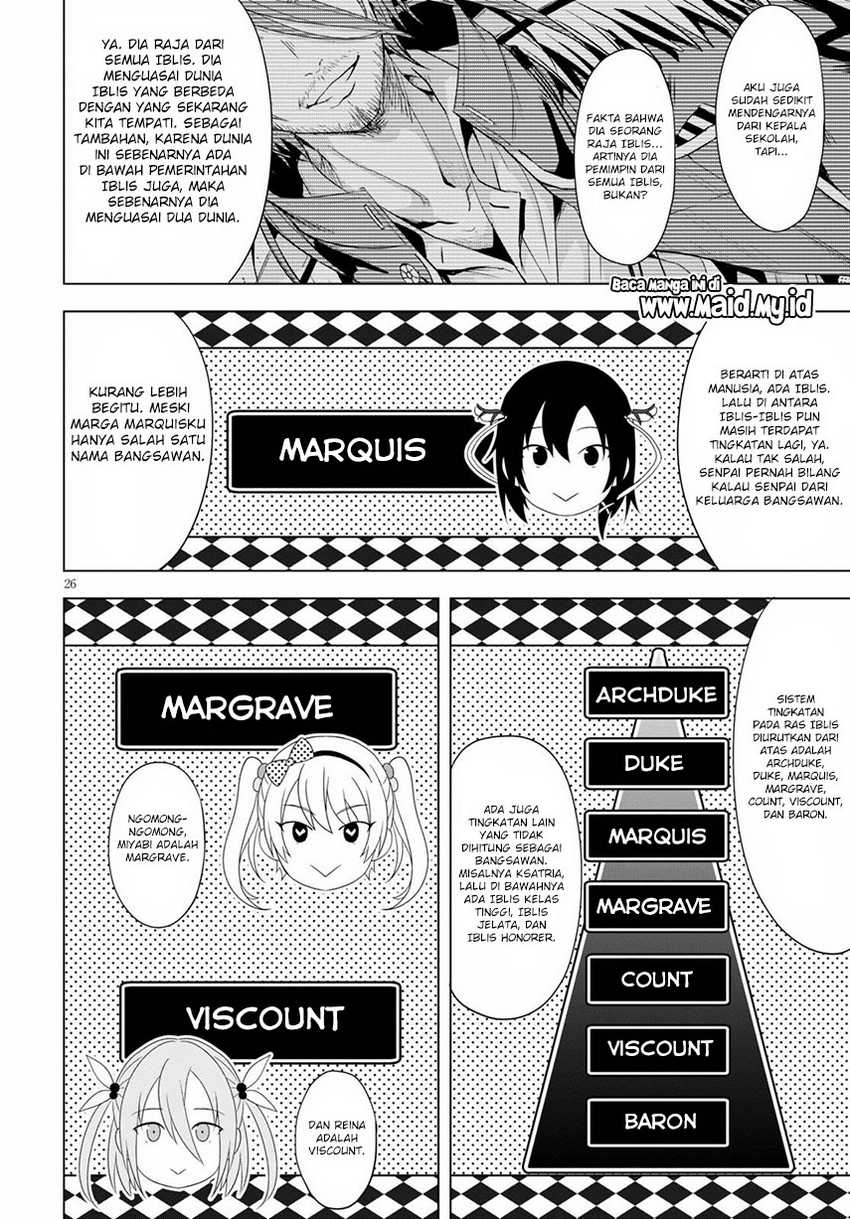 AKU JUGA
SUDAH SEDIKIT
MENDENGARNYA
DARI KEPALA
SEKOLAH,
TAPI...
FAKTA BAHWA
DIA SEORANG
RAJA IBLIS...
ARTINYA DIA
PEMIMPIN DARI
SEMUA IBLIS,
BUKAN?
YA. DIA RAJA DARI
SEMUA IBLIS. DIA
MENGUASAI DUNIA
IBLIS YANG BERBEDA
DENGAN YANG SEKARANG
KITA TEMPATI. SEBAGAI
TAMBAHAN, KARENA DUNIA
INI SEBENARNYA ADA
DI BAWAH PEMERINTAHAN
IBLIS JUGA, MAKA
SEBENARNYA DIA
MENGUASAI DUA DUNIA.
Baca Manga ini di
www.Maid.My.id
BERARTI DI ATAS
MANUSIA, ADA IBLIS.
LALU DI ANTARA
IBLIS-IBLIS PUN
MASIH TERDAPAT
TINGKATAN LAGI, YA.
KALAU TAK SALAH,
SENPAI PERNAH BILANG
KALAU SENPAI DARI
KELUARGA BANGSAWAN.
MARQUIS
KURANG LEBIH
BEGITU. MESKI
MARGA MARQUISKU
HANYA SALAH SATU
NAMA BANGSAWAN.
26
SISTEM
TINGKATAN
PADA RAS IBLIS
DIURUTKAN DARI
ATAS ADALAH
ARCHDUKE,
DUKE, MARQUIS,
MARGRAVE,
COUNT, VISCOUNT,
DAN BARON.
ARCHDUKE
DUKE
MARQUIS
MARGRAVE
COUNT
VISCOUNT
BARON
ADA JUGA
TINGKATAN LAIN
YANG TIDAK
DIHITUNG SEBAGAI
BANGSAWAN.
MISALNYA KSATRIA,
LALU DI BAWAHNYA
ADA IBLIS KELAS
TINGGI, IBLIS
JELATA, DAN
IBLIS HONORER.
MARGRAVE
NGOMONG-
NGOMONG,
MIYABI ADALAH
MARGRAVE.
VISCOUNT
DAN REINA
ADALAH
VISCOUNT.